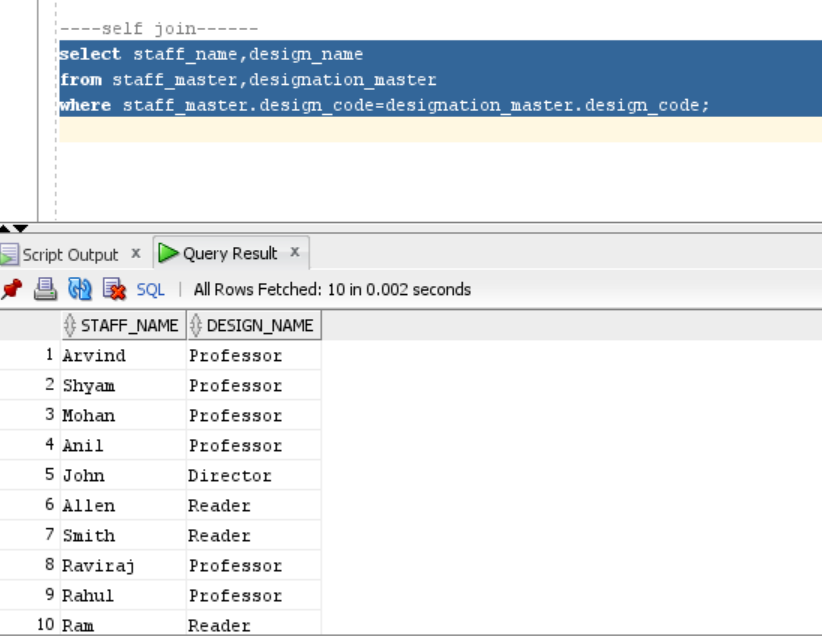 ----self join------
select staff_name,design_name
from staff_master,designation_master
where staff_master.design_code=designation_master.design_code;
Script Output x Query Result x
SQL | All Rows Fetched: 10 in 0.002 seconds
STAFF_NAME DESIGN_NAME
1 Arvind Professor
2 Shyam Professor
3 Mohan Professor
4 Anil Professor
5 John Director
6 Allen Reader
7 Smith Reader
8 Raviraj Professor
9 Rahul Professor
10 Ram Reader